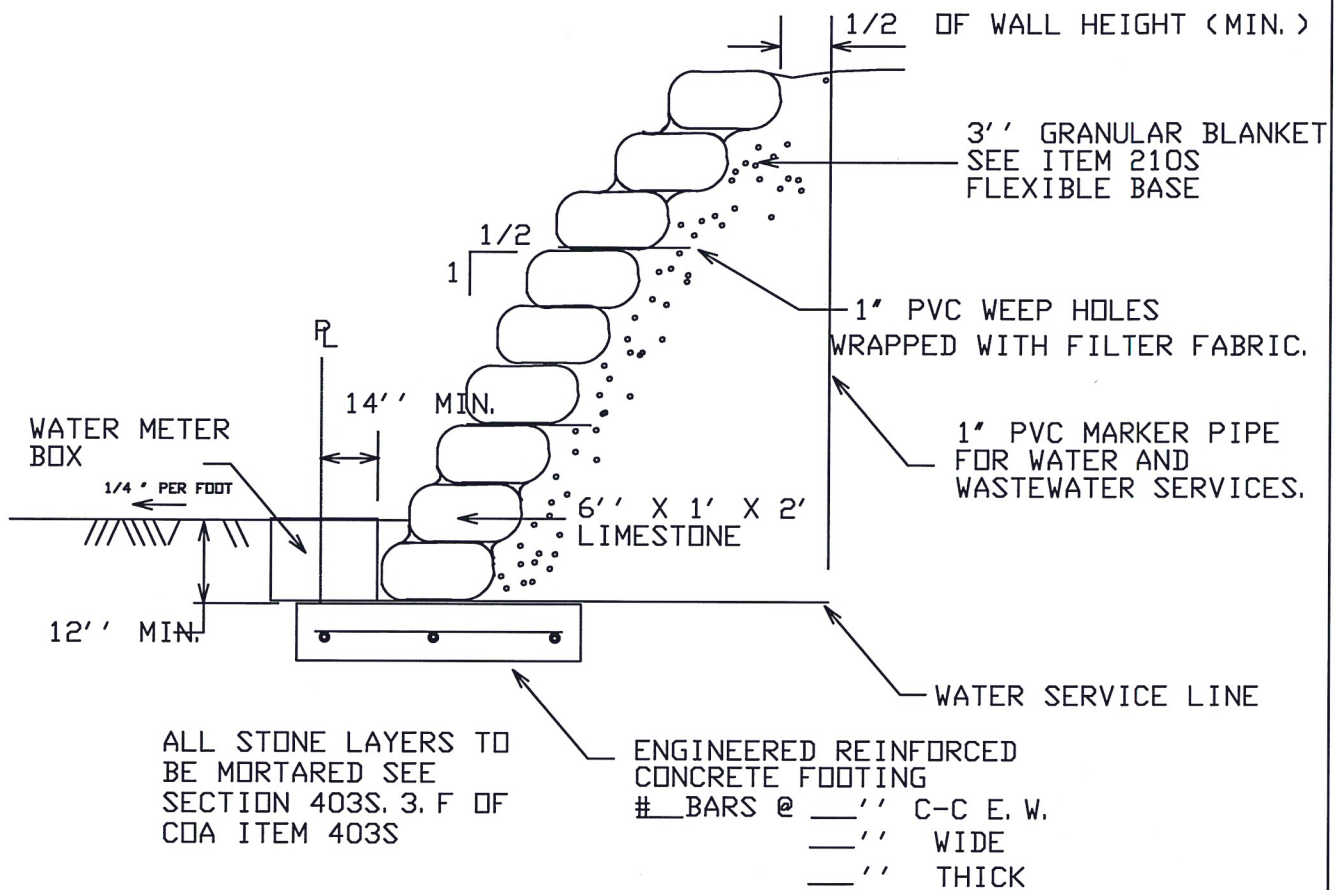 1/2 OF WALL HEIGHT (MIN.)
3'' GRANULAR BLANKET
SEE ITEM 210S
FLEXIBLE BASE
1/2
1
1" PVC WEEP HOLES
WRAPPED WITH FILTER FABRIC.
PL
14'' MIN.
WATER METER
BOX
1/4 " PER FOOT
1" PVC MARKER PIPE
FOR WATER AND
WASTEWATER SERVICES.
6'' X 1' X 2'
LIMESTONE
12'' MIN.
WATER SERVICE LINE
ALL STONE LAYERS TO
BE MORTARED SEE
SECTION 403S. 3. F OF
COA ITEM 403S
ENGINEERED REINFORCED
CONCRETE FOOTING
#__BARS @ __'' C-C E. W.
__'' WIDE
__'' THICK